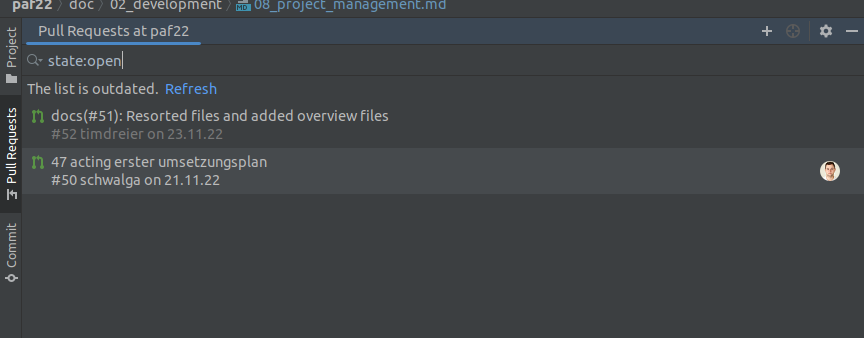 paf22 〉 doc 〉 02_development 〉 MD 08_project_management.md
Project
Pull Requests
Commit
Pull Requests at paf22
state:open
The list is outdated. Refresh
docs(#51): Resorted files and added overview files
#52 timdreier on 23.11.22
47 acting erster umsetzungsplan
#50 schwalga on 21.11.22